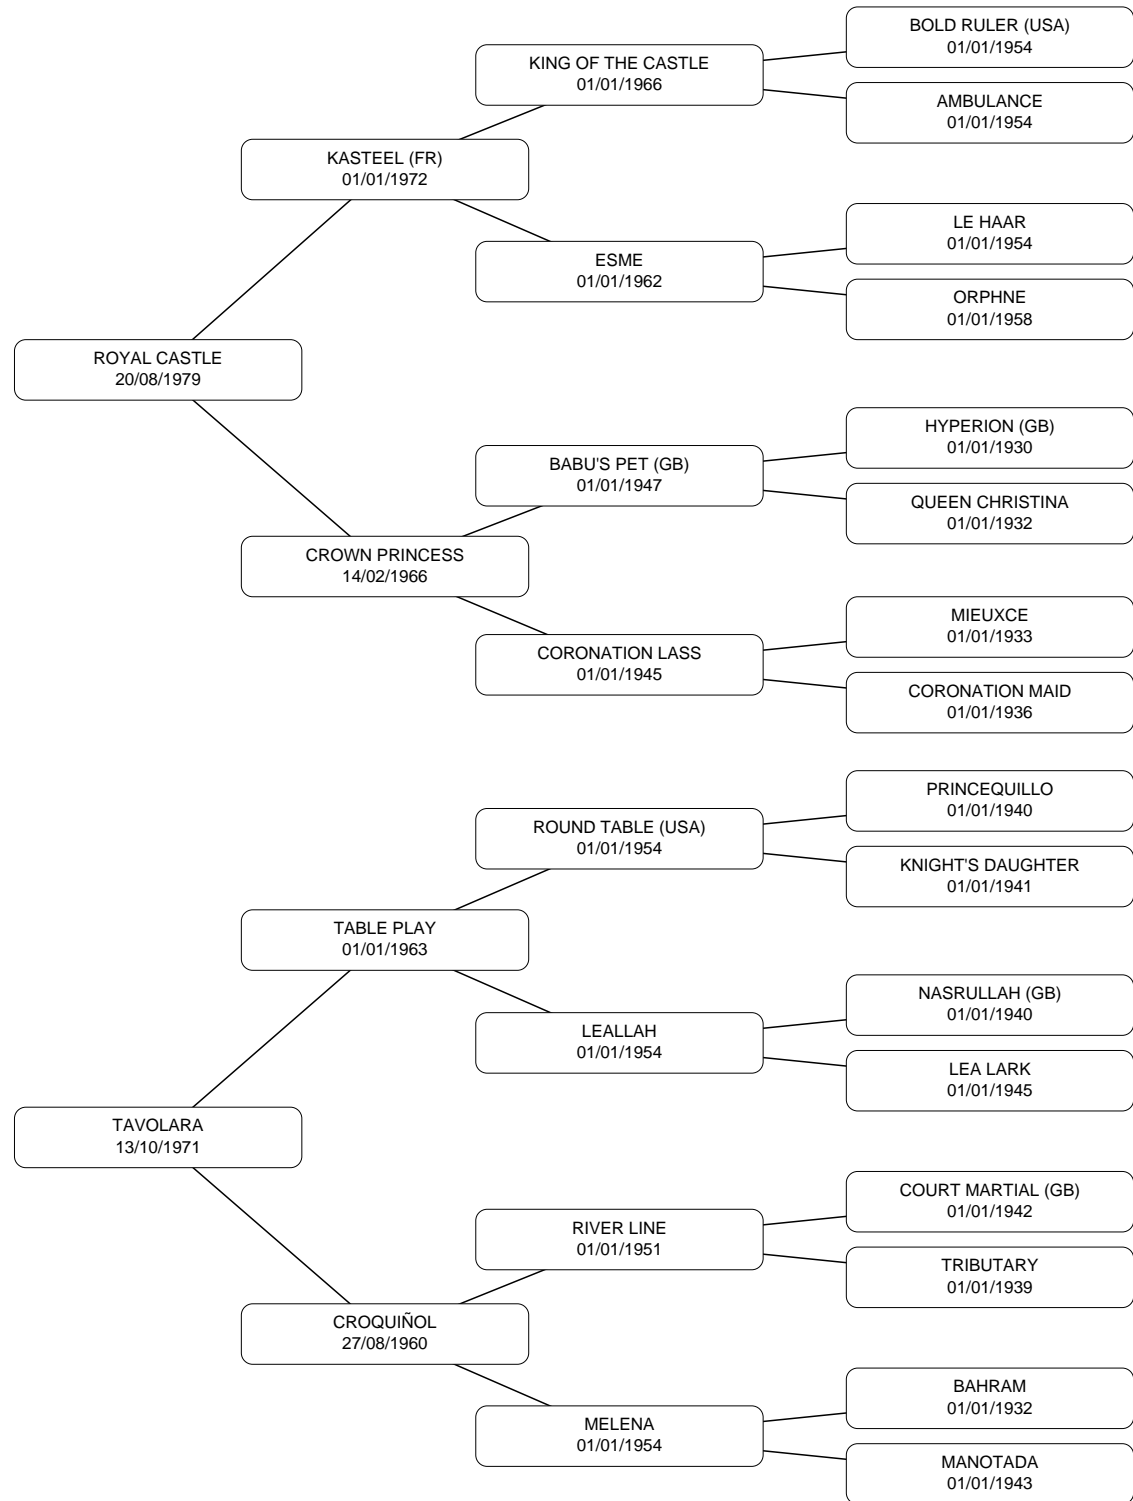 BOLD RULER (USA)
01/01/1954
KING OF THE CASTLE
01/01/1966
AMBULANCE
01/01/1954
KASTEEL (FR)
01/01/1972
LE HAAR
01/01/1954
ESME
01/01/1962
ORPHNE
01/01/1958
ROYAL CASTLE
20/08/1979
HYPERION (GB)
01/01/1930
BABU'S PET (GB)
01/01/1947
QUEEN CHRISTINA
01/01/1932
CROWN PRINCESS
14/02/1966
MIEUXCE
01/01/1933
CORONATION LASS
01/01/1945
CORONATION MAID
01/01/1936
PRINCEQUILLO
01/01/1940
ROUND TABLE (USA)
01/01/1954
KNIGHT'S DAUGHTER
01/01/1941
TABLE PLAY
01/01/1963
NASRULLAH (GB)
01/01/1940
LEALLAH
01/01/1954
LEA LARK
01/01/1945
TAVOLARA
13/10/1971
COURT MARTIAL (GB)
01/01/1942
RIVER LINE
01/01/1951
TRIBUTARY
01/01/1939
CROQUIÑOL
27/08/1960
BAHRAM
01/01/1932
MELENA
01/01/1954
MANOTADA
01/01/1943